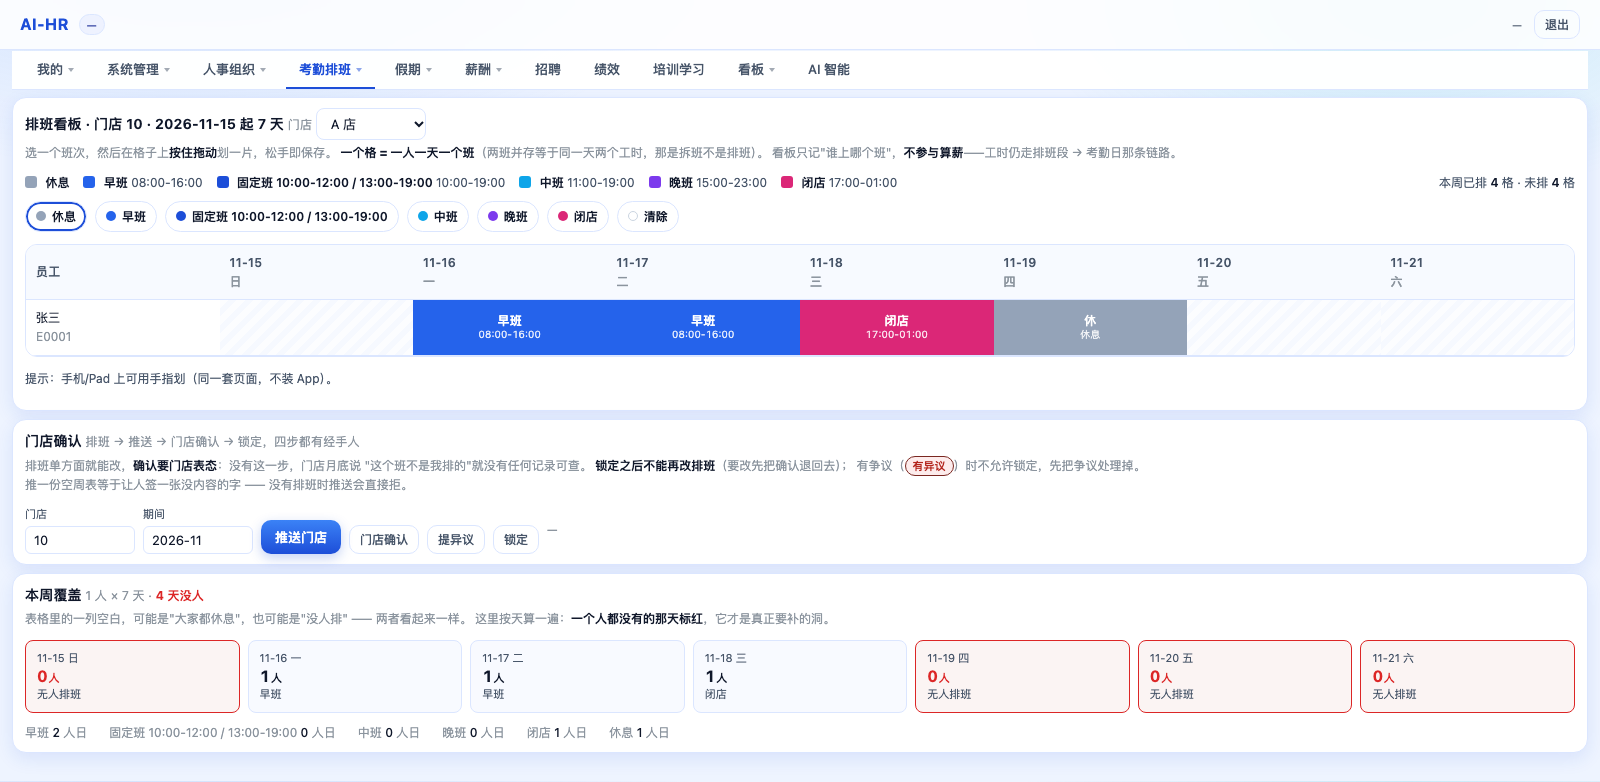 AI-HR —
— 退出
我的 系统管理 人事组织 考勤排班 假期 薪酬 招聘 绩效 培训学习 看板 AI 智能
排班看板 · 门店 10 · 2026-11-15 起 7 天 门店 A 店
选一个班次，然后在格子上按住拖动划一片，松手即保存。 一个格 = 一人一天一个班（两班并存等于同一天两个工时，那是拆班不是排班）。 看板只记"谁上哪个班"，不参与算薪——工时仍走排班段 → 考勤日那条链路。
休息 早班 08:00-16:00 固定班 10:00-12:00 / 13:00-19:00 10:00-19:00 中班 11:00-19:00 晚班 15:00-23:00 闭店 17:00-01:00 本周已排 4 格 · 未排 4 格
休息 早班 固定班 10:00-12:00 / 13:00-19:00 中班 晚班 闭店 清除
员工 11-15 日 11-16 一 11-17 二 11-18 三 11-19 四 11-20 五 11-21 六
张三 早班 早班 闭店 休
E0001 08:00-16:00 08:00-16:00 17:00-01:00 休息
提示：手机/Pad 上可用手指划（同一套页面，不装 App）。
门店确认 排班 → 推送 → 门店确认 → 锁定，四步都有经手人
排班单方面就能改，确认要门店表态：没有这一步，门店月底说 "这个班不是我排的"就没有任何记录可查。 锁定之后不能再改排班（要改先把确认退回去）； 有争议（有异议）时不允许锁定，先把争议处理掉。
推一份空周表等于让人签一张没内容的字 —— 没有排班时推送会直接拒。
门店 期间
10 2026-11 推送门店 门店确认 提异议 锁定 —
本周覆盖 1 人 × 7 天 · 4 天没人
表格里的一列空白，可能是"大家都休息"，也可能是"没人排" —— 两者看起来一样。 这里按天算一遍：一个人都没有的那天标红，它才是真正要补的洞。
11-15 日 11-16 一 11-17 二 11-18 三 11-19 四 11-20 五 11-21 六
0人 1人 1人 1人 0人 0人 0人
无人排班 早班 早班 闭店 无人排班 无人排班 无人排班
早班 2 人日 固定班 10:00-12:00 / 13:00-19:00 0 人日 中班 0 人日 晚班 0 人日 闭店 1 人日 休息 1 人日